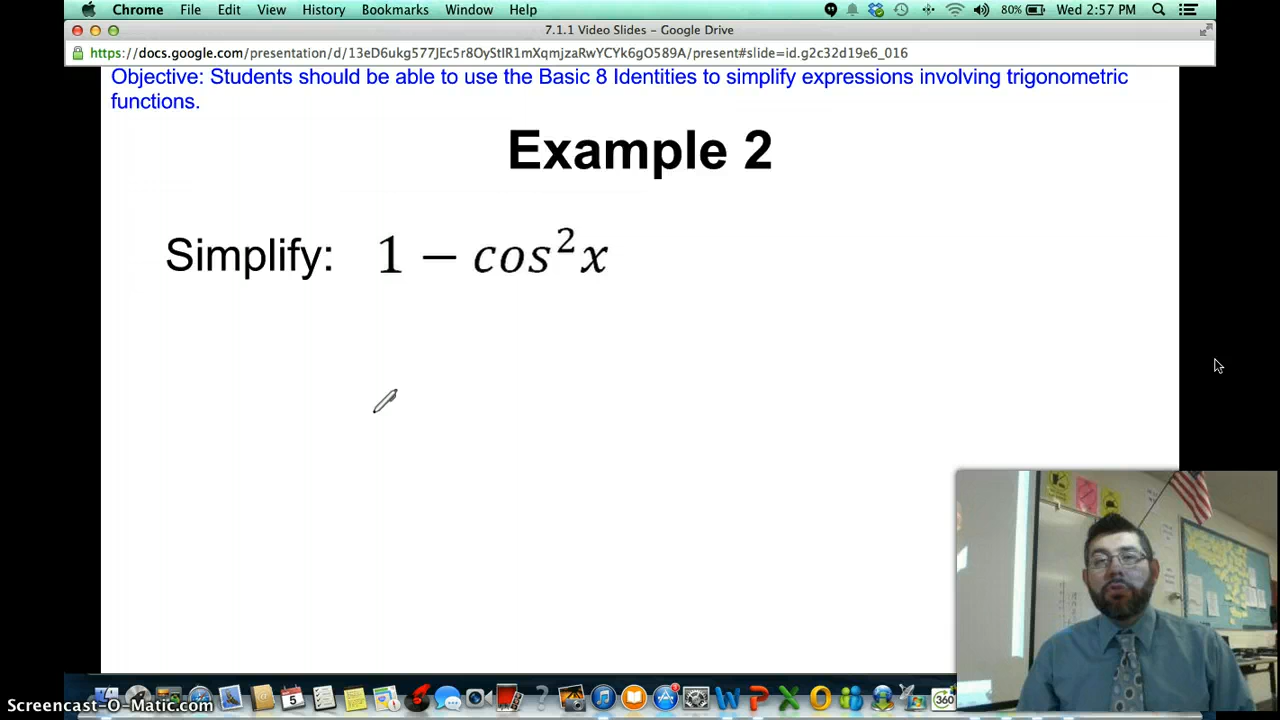 Chrome File Edit View History Bookmarks Window Help 80% Wed 2:57 PM
7.1.1 Video Slides – Google Drive
https://docs.google.com/presentation/d/13eD6ukg577JEc5r8OyStIR1mXqmjzaRwYCYk6gO589A/present#slide=id.g2c32d19e6_016
Objective: Students should be able to use the Basic 8 Identities to simplify expressions involving trigonometric
functions.
Example 2
Simplify: 1 − cos²x
5
360
Screencast-O-Matic.com